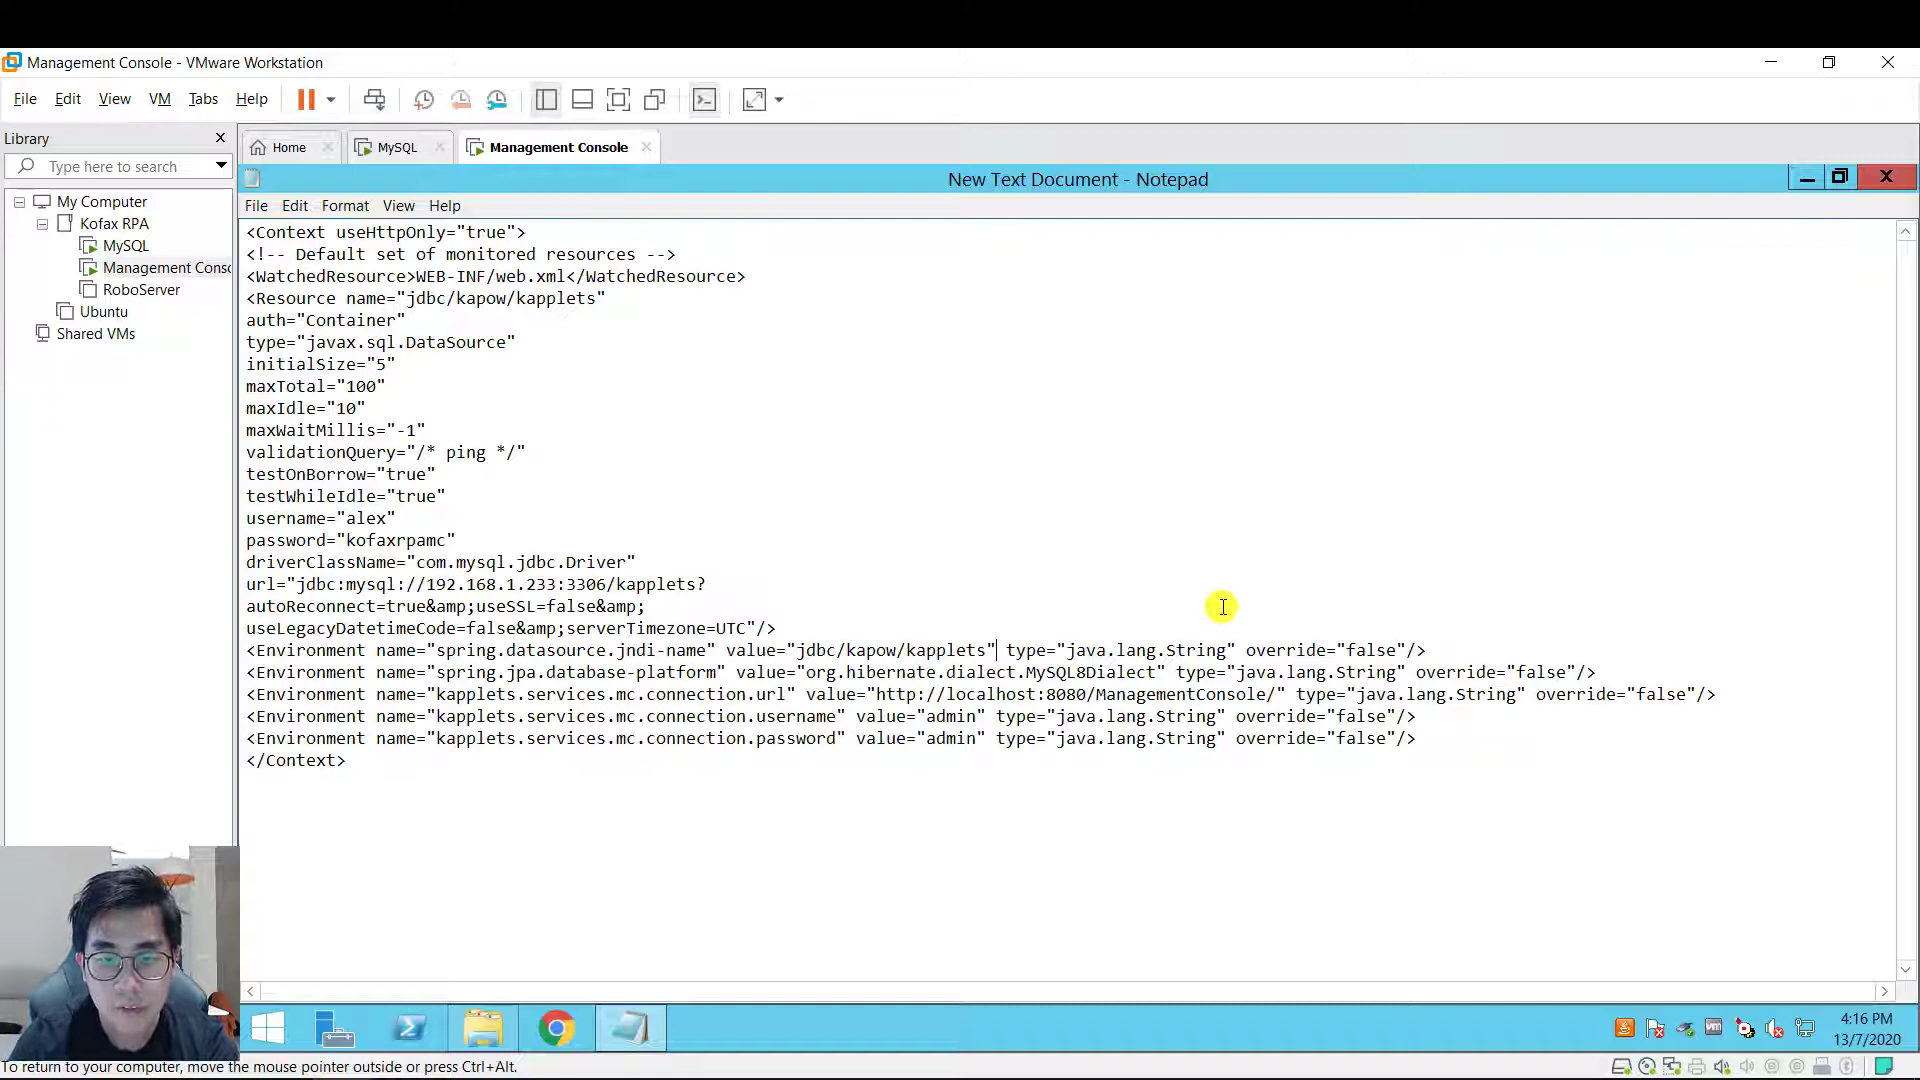 Management Console - VMware Workstation
File Edit View VM Tabs Help
Library
Type here to search
My Computer
Kofax RPA
MySQL
Management Consc
RoboServer
Ubuntu
Shared VMs
Home MySQL Management Console
New Text Document - Notepad
File Edit Format View Help
<Context useHttpOnly="true">
<!-- Default set of monitored resources -->
<WatchedResource>WEB-INF/web.xml</WatchedResource>
<Resource name="jdbc/kapow/kapplets"
auth="Container"
type="javax.sql.DataSource"
initialSize="5"
maxTotal="100"
maxIdle="10"
maxWaitMillis="-1"
validationQuery="/* ping */"
testOnBorrow="true"
testWhileIdle="true"
username="alex"
password="kofaxrpamc"
driverClassName="com.mysql.jdbc.Driver"
url="jdbc:mysql://192.168.1.233:3306/kapplets?
autoReconnect=true&amp;useSSL=false&amp;
useLegacyDatetimeCode=false&amp;serverTimezone=UTC"/>
<Environment name="spring.datasource.jndi-name" value="jdbc/kapow/kapplets" type="java.lang.String" override="false"/>
<Environment name="spring.jpa.database-platform" value="org.hibernate.dialect.MySQL8Dialect" type="java.lang.String" override="false"/>
<Environment name="kapplets.services.mc.connection.url" value="http://localhost:8080/ManagementConsole/" type="java.lang.String" override="false"/>
<Environment name="kapplets.services.mc.connection.username" value="admin" type="java.lang.String" override="false"/>
<Environment name="kapplets.services.mc.connection.password" value="admin" type="java.lang.String" override="false"/>
</Context>
4:16 PM
13/7/2020
To return to your computer, move the mouse pointer outside or press Ctrl+Alt.